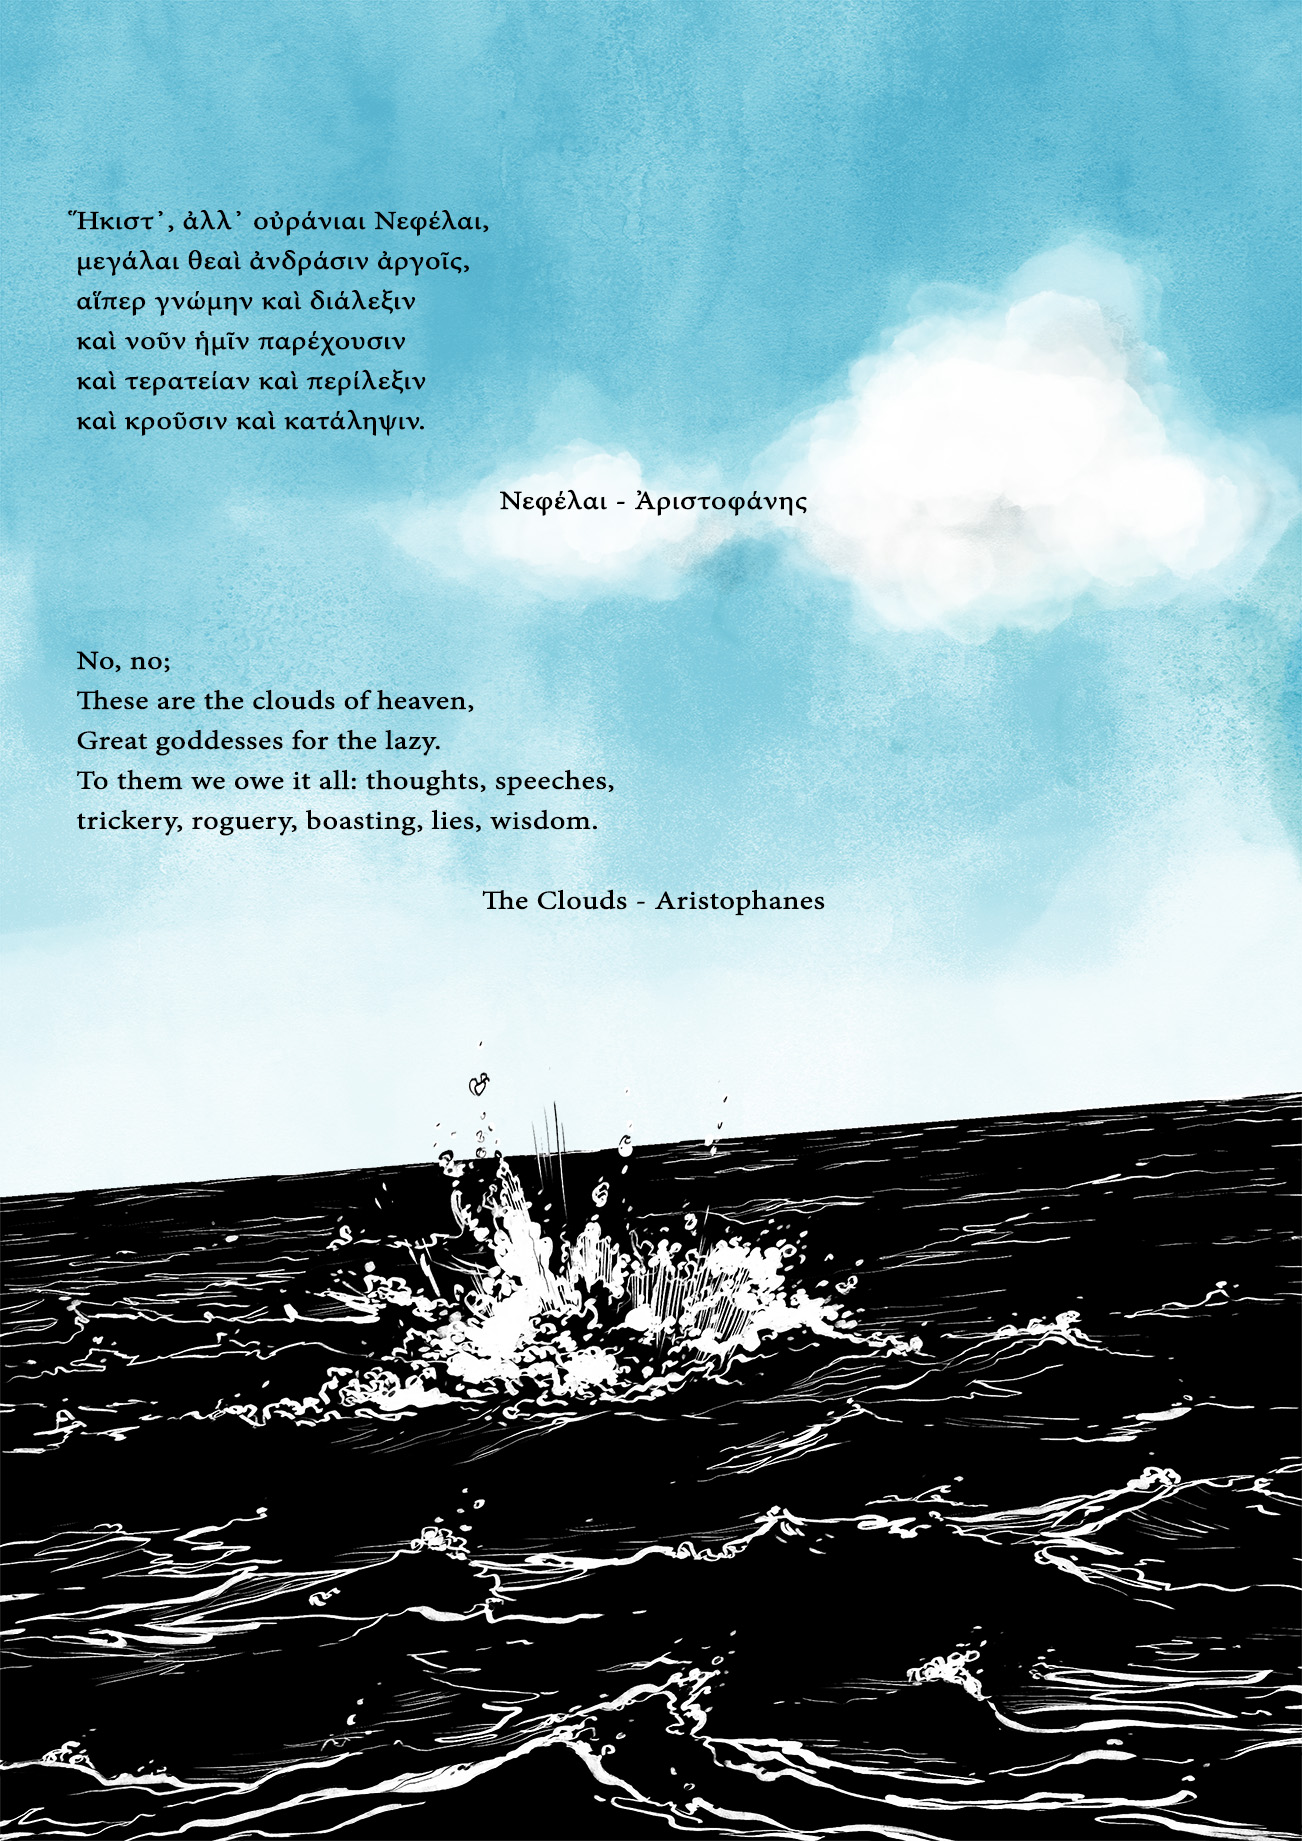 Ἥκιστ᾽, ἀλλ᾽ οὐράνιαι Νεφέλαι,
μεγάλαι θεαὶ ἀνδράσιν ἀργοῖς,
αἵπερ γνώμην καὶ διάλεξιν
καὶ νοῦν ἡμῖν παρέχουσιν
καὶ τερατείαν καὶ περίλεξιν
καὶ κροῦσιν καὶ κατάληψιν.
Νεφέλαι - Ἀριστοφάνης
No, no;
These are the clouds of heaven,
Great goddesses for the lazy.
To them we owe it all: thoughts, speeches,
trickery, roguery, boasting, lies, wisdom.
The Clouds - Aristophanes